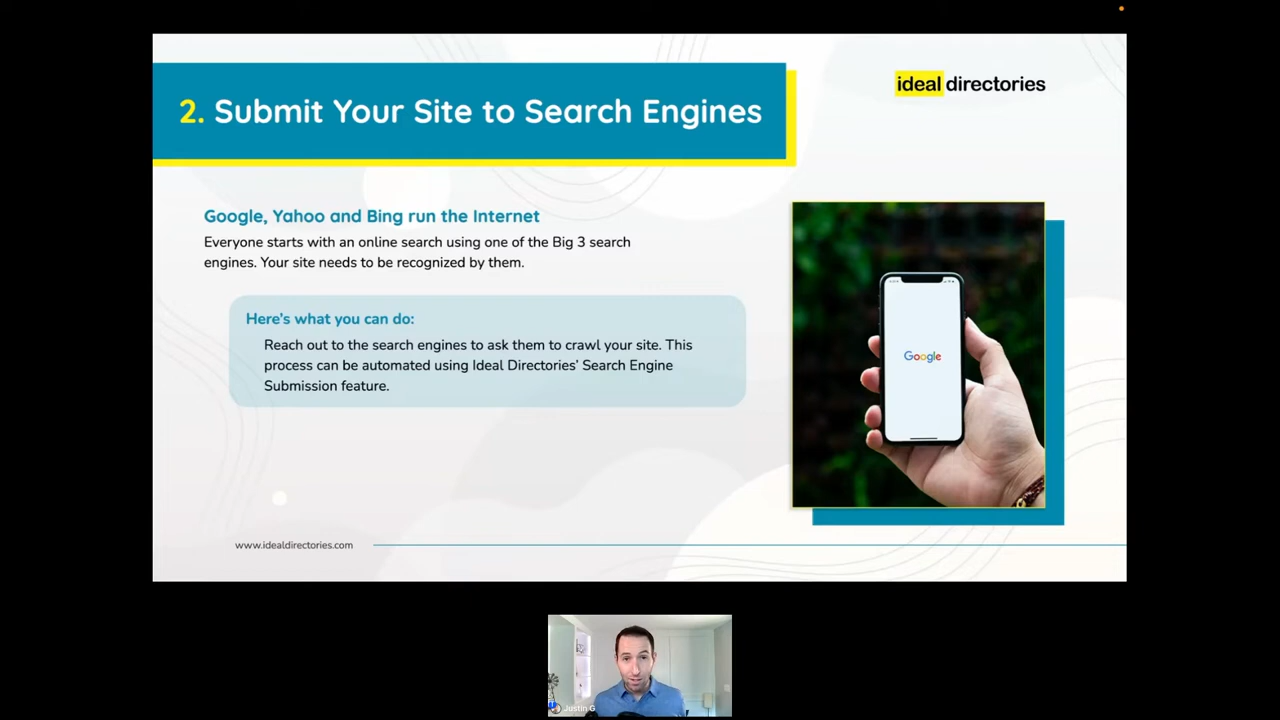 2. Submit Your Site to Search Engines
ideal directories
Google, Yahoo and Bing run the Internet
Everyone starts with an online search using one of the Big 3 search
engines. Your site needs to be recognized by them.
Here's what you can do:
Reach out to the search engines to ask them to crawl your site. This
process can be automated using Ideal Directories' Search Engine
Submission feature.
Google
www.idealdirectories.com
Justin G